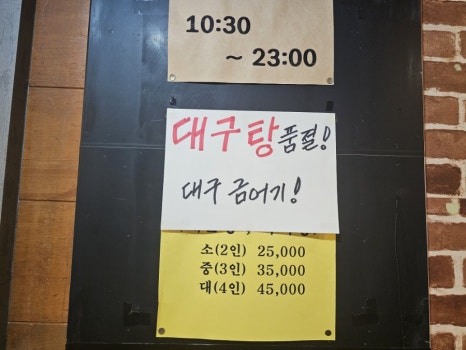 10:30
~ 23:00
대구탕 품절!
대구 금어기!
소(2인) 25,000
중(3인) 35,000
대(4인) 45,000